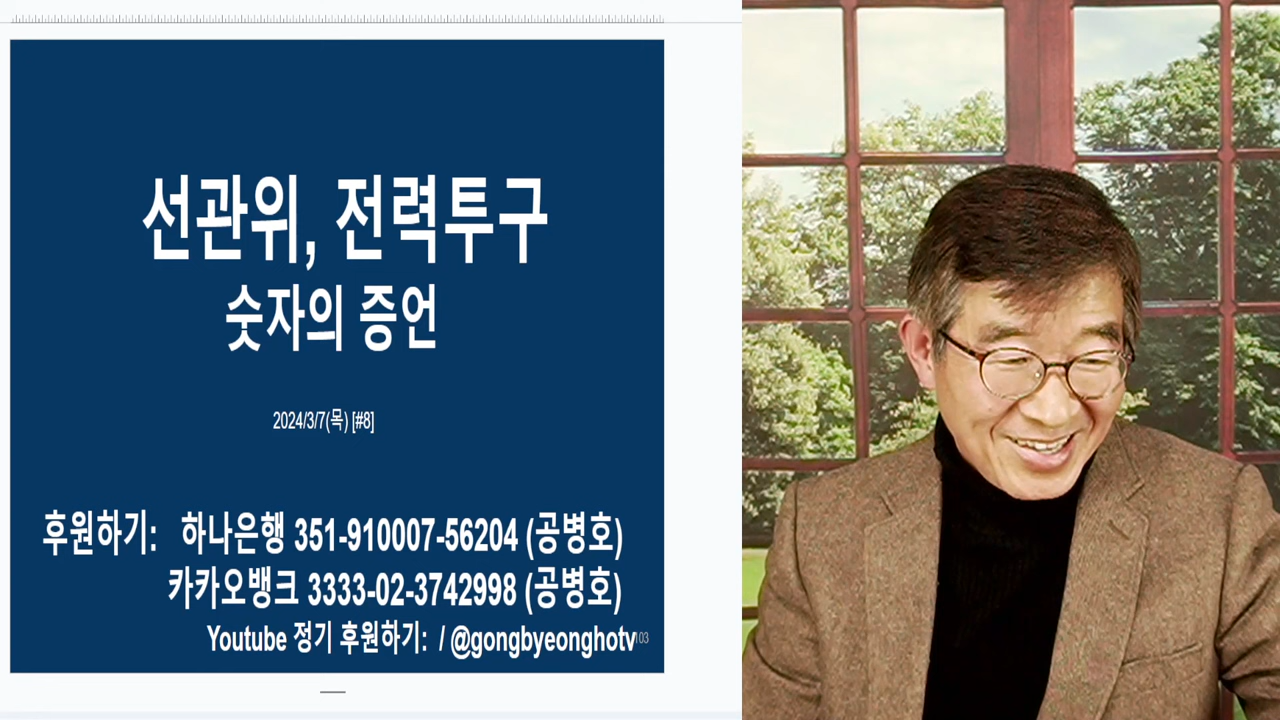 선관위, 전력투구
숫자의 증언
2024/3/7(목) [#8]
후원하기: 하나은행 351-910007-56204 (공병호)
카카오뱅크 3333-02-3742998 (공병호)
Youtube 정기 후원하기: / @gongbyeonghotv
103